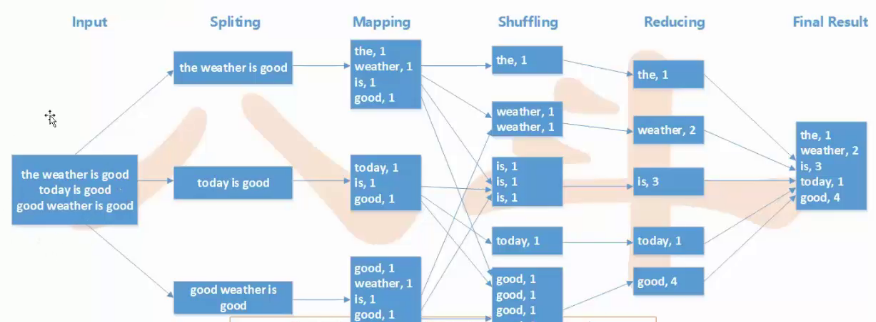 Input
Spliting
Mapping
Shuffling
Reducing
Final Result
the weather is good
today is good
good weather is good
the weather is good
today is good
good weather is
good
the, 1
weather, 1
is, 1
good, 1
today, 1
is, 1
good, 1
good, 1
weather, 1
is, 1
good, 1
the, 1
weather, 1
weather, 1
is, 1
is, 1
is, 1
today, 1
good, 1
good, 1
good, 1
the, 1
weather, 2
is, 3
today, 1
good, 4
the, 1
weather, 2
is, 3
today, 1
good, 4